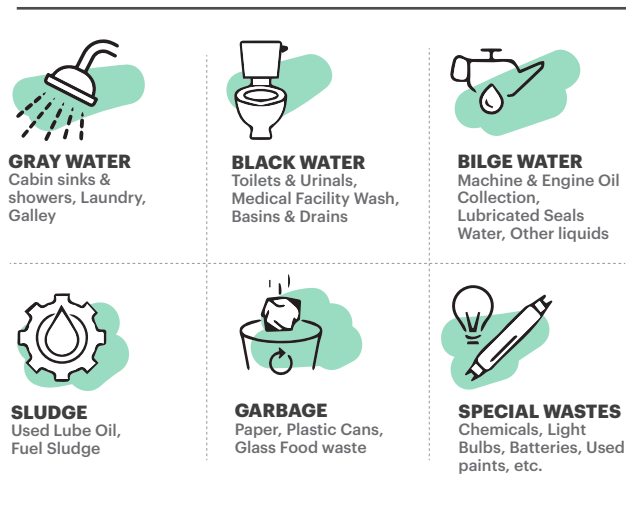 GRAY WATER
Cabin sinks &
showers, Laundry,
Galley
BLACK WATER
Toilets & Urinals,
Medical Facility Wash,
Basins & Drains
BILGE WATER
Machine & Engine Oil
Collection,
Lubricated Seals
Water, Other liquids
SLUDGE
Used Lube Oil,
Fuel Sludge
GARBAGE
Paper, Plastic Cans,
Glass Food waste
SPECIAL WASTES
Chemicals, Light
Bulbs, Batteries, Used
paints, etc.